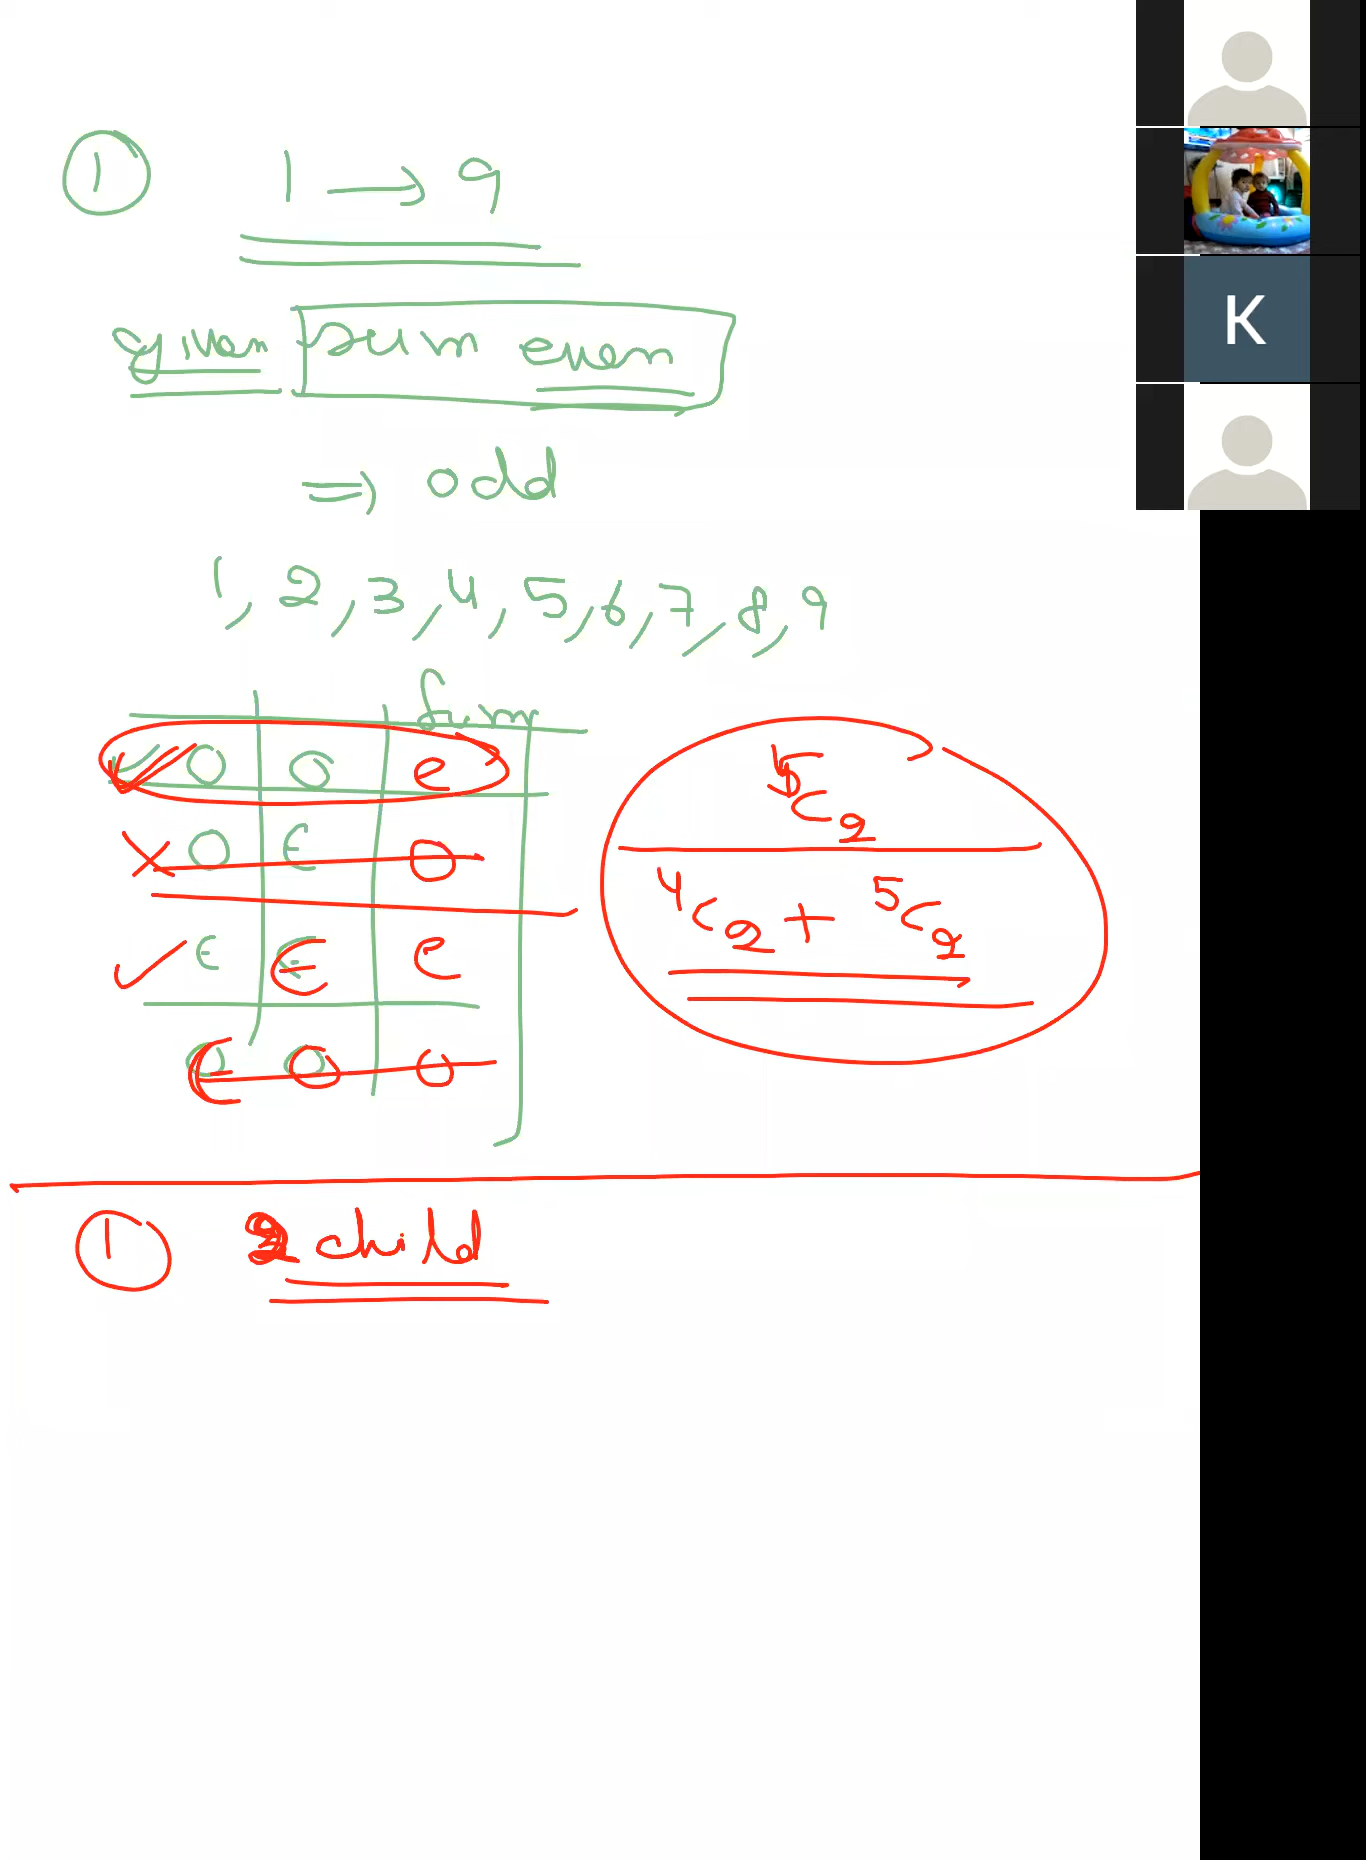 1 1 → 9
given sum even
⇒ odd
1, 2, 3, 4, 5, 6, 7, 8, 9
sum
O O e
O E O
E E e
E O O
5C2
4C2 + 5C2
1 2 child
K